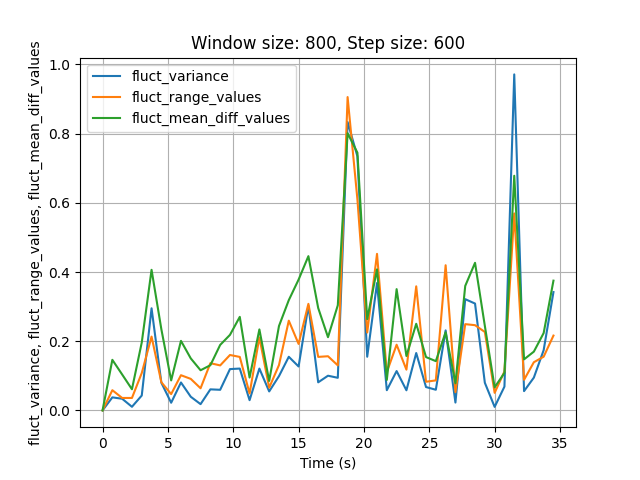 Window size: 800, Step size: 600
fluct_variance
fluct_range_values
fluct_mean_diff_values
fluct_variance, fluct_range_values, fluct_mean_diff_values
1.0
0.8
0.6
0.4
0.2
0.0
0 5 10 15 20 25 30 35
Time (s)